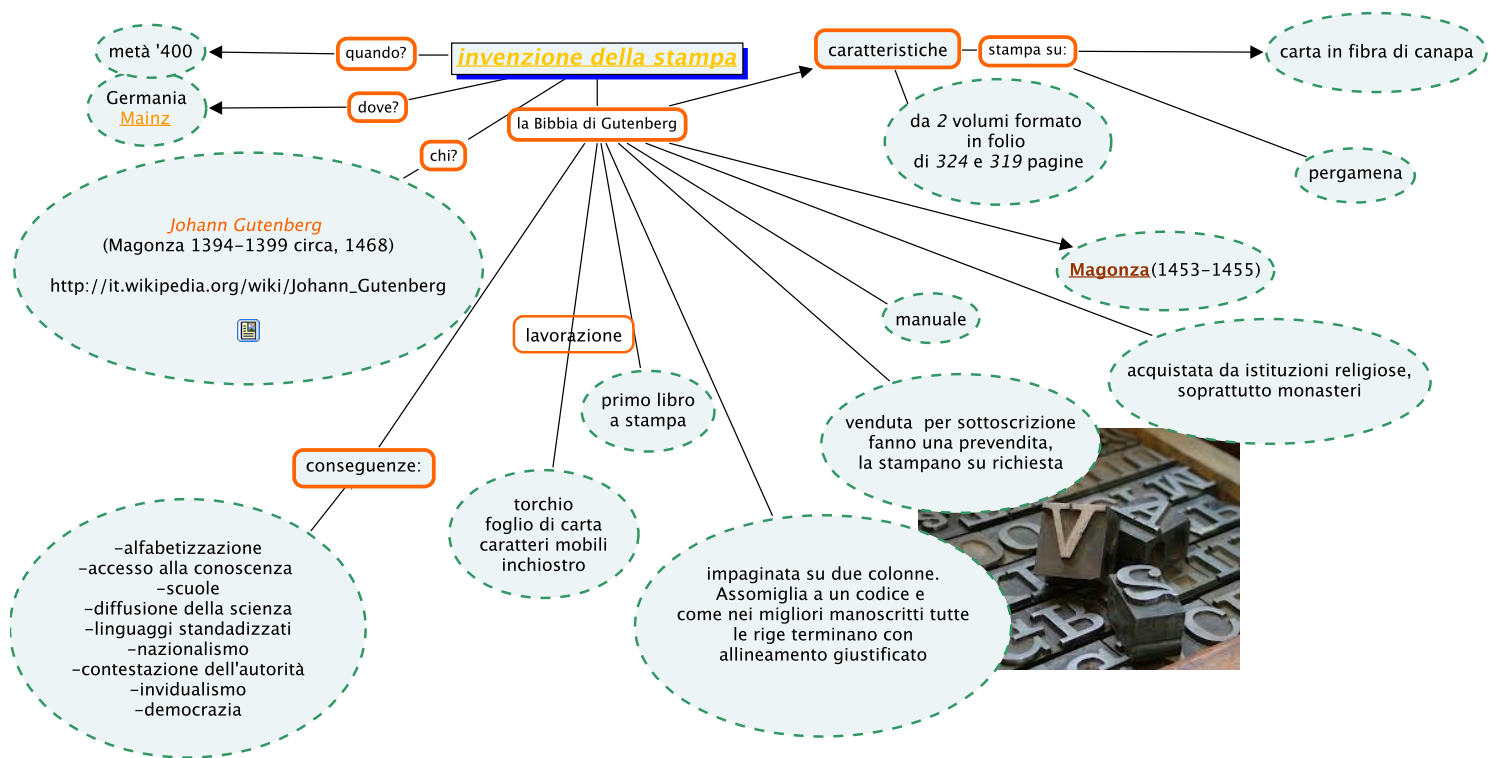 invenzione della stampa
quando?
metà '400
dove?
Germania
Mainz
chi?
Johann Gutenberg
(Magonza 1394-1399 circa, 1468)
http://it.wikipedia.org/wiki/Johann_Gutenberg
la Bibbia di Gutenberg
caratteristiche
stampa su:
carta in fibra di canapa
pergamena
da 2 volumi formato
in folio
di 324 e 319 pagine
Magonza(1453-1455)
acquistata da istituzioni religiose,
soprattutto monasteri
manuale
venduta per sottoscrizione
fanno una prevendita,
la stampano su richiesta
impaginata su due colonne.
Assomiglia a un codice e
come nei migliori manoscritti tutte
le rige terminano con
allineamento giustificato
primo libro
a stampa
lavorazione
torchio
foglio di carta
caratteri mobili
inchiostro
conseguenze:
-alfabetizzazione
-accesso alla conoscenza
-scuole
-diffusione della scienza
-linguaggi standadizzati
-nazionalismo
-contestazione dell'autorità
-invidualismo
-democrazia